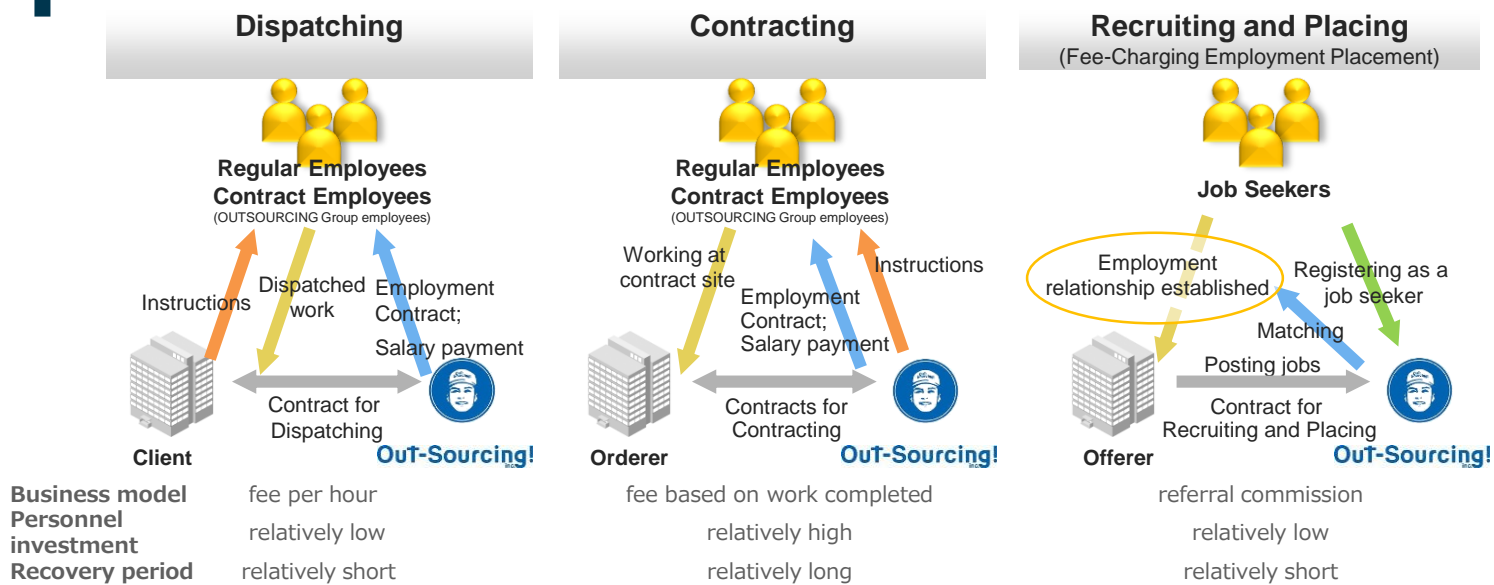 Dispatching
Regular Employees
Contract Employees
(OUTSOURCING Group employees)
Instructions
Dispatched
work
Employment
Contract;
Salary payment
Contract for
Dispatching
Client
OUT-SOURCING!
inc.
Contracting
Regular Employees
Contract Employees
(OUTSOURCING Group employees)
Working at
contract site
Employment
Contract;
Salary payment
Instructions
Contracts for
Contracting
Orderer
OUT-SOURCING!
inc.
Recruiting and Placing
(Fee-Charging Employment Placement)
Job Seekers
Employment
relationship established
Registering as a
job seeker
Matching
Posting jobs
Contract for
Recruiting and Placing
Offerer
OUT-SOURCING!
inc.
Business model fee per hour fee based on work completed referral commission
Personnel
investment relatively low relatively high relatively low
Recovery period relatively short relatively long relatively short